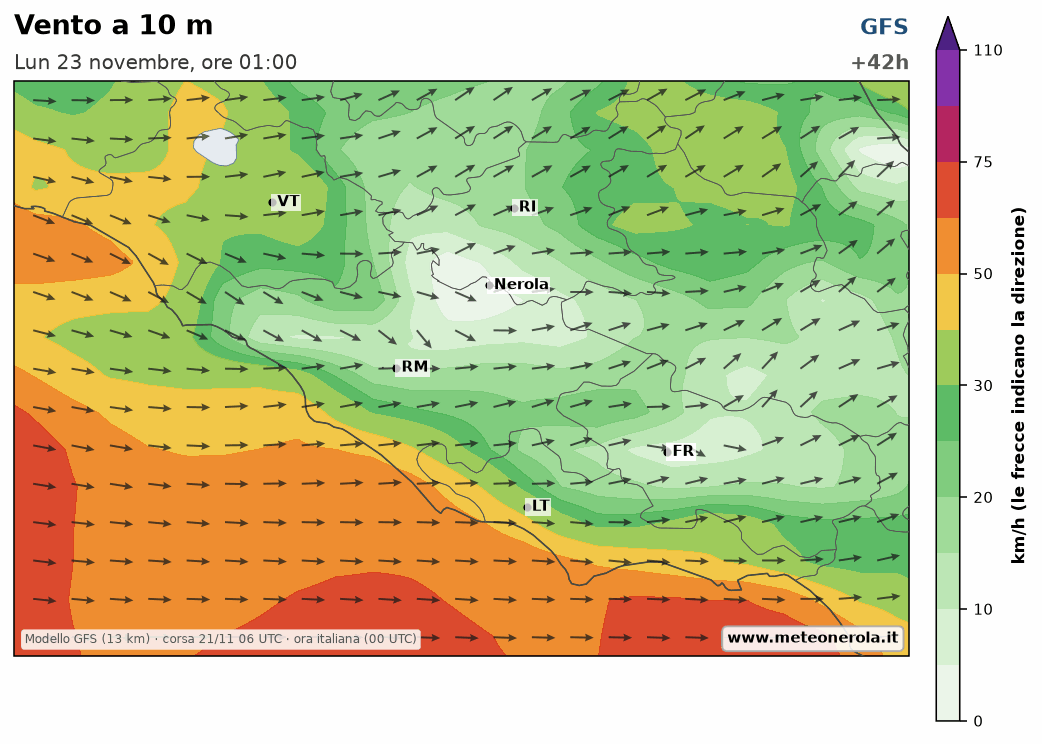 Vento a 10 m
GFS
Lun 23 novembre, ore 01:00
+42h
VT
RI
Nerola
RM
FR
LT
Modello GFS (13 km) · corsa 21/11 06 UTC · ora italiana (00 UTC)
www.meteonerola.it
110
75
50
30
20
10
0
km/h (le frecce indicano la direzione)